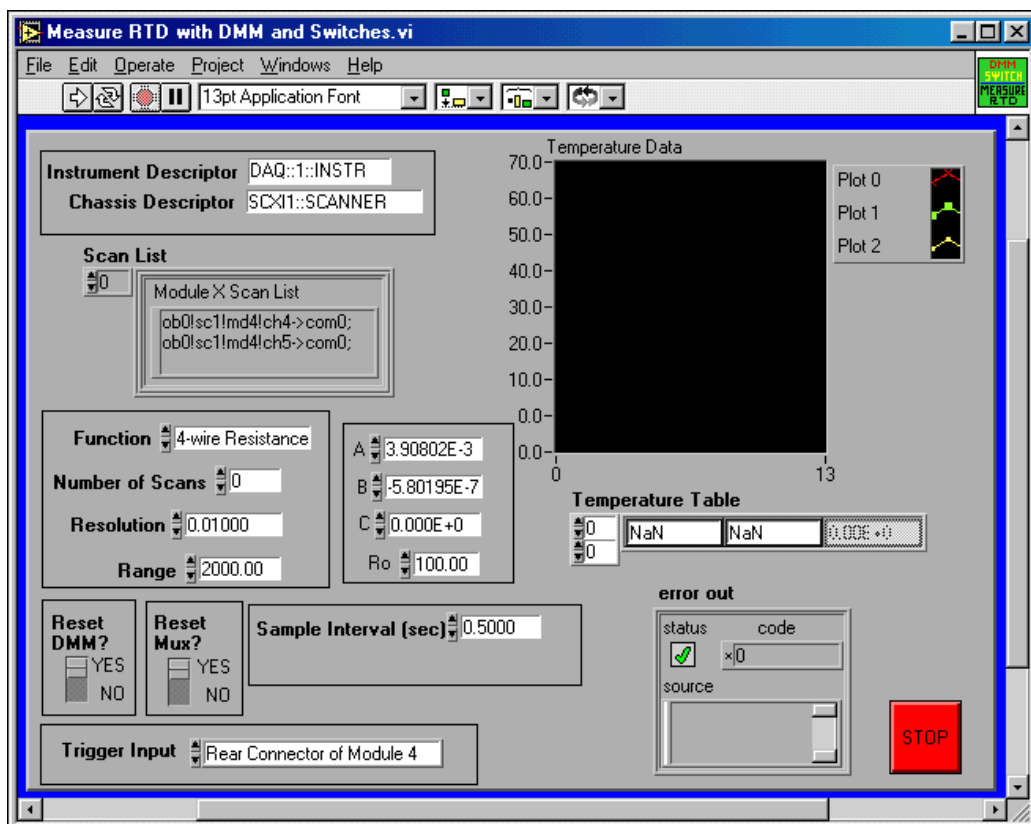 Measure RTD with DMM and Switches.vi
File Edit Operate Project Windows Help
13pt Application Font
DMM
SWITCH
MEASURE
RTD
Instrument Descriptor DAQ::1::INSTR
Chassis Descriptor SCXI1::SCANNER
Scan List
0
Module X Scan List
ob0!sc1!md4!ch4->com0;
ob0!sc1!md4!ch5->com0;
Temperature Data
70.0
60.0
50.0
40.0
30.0
20.0
10.0
0.0
0.0
0 13
Plot 0
Plot 1
Plot 2
Function 4-wire Resistance
Number of Scans 0
Resolution 0.01000
Range 2000.00
A 3.90802E-3
B -5.80195E-7
C 0.000E+0
Ro 100.00
Temperature Table
0
0
NaN NaN 0.00E+0
Reset
DMM?
YES
NO
Reset
Mux?
YES
NO
Sample Interval (sec) 0.5000
error out
status code
×0
source
Trigger Input Rear Connector of Module 4
STOP